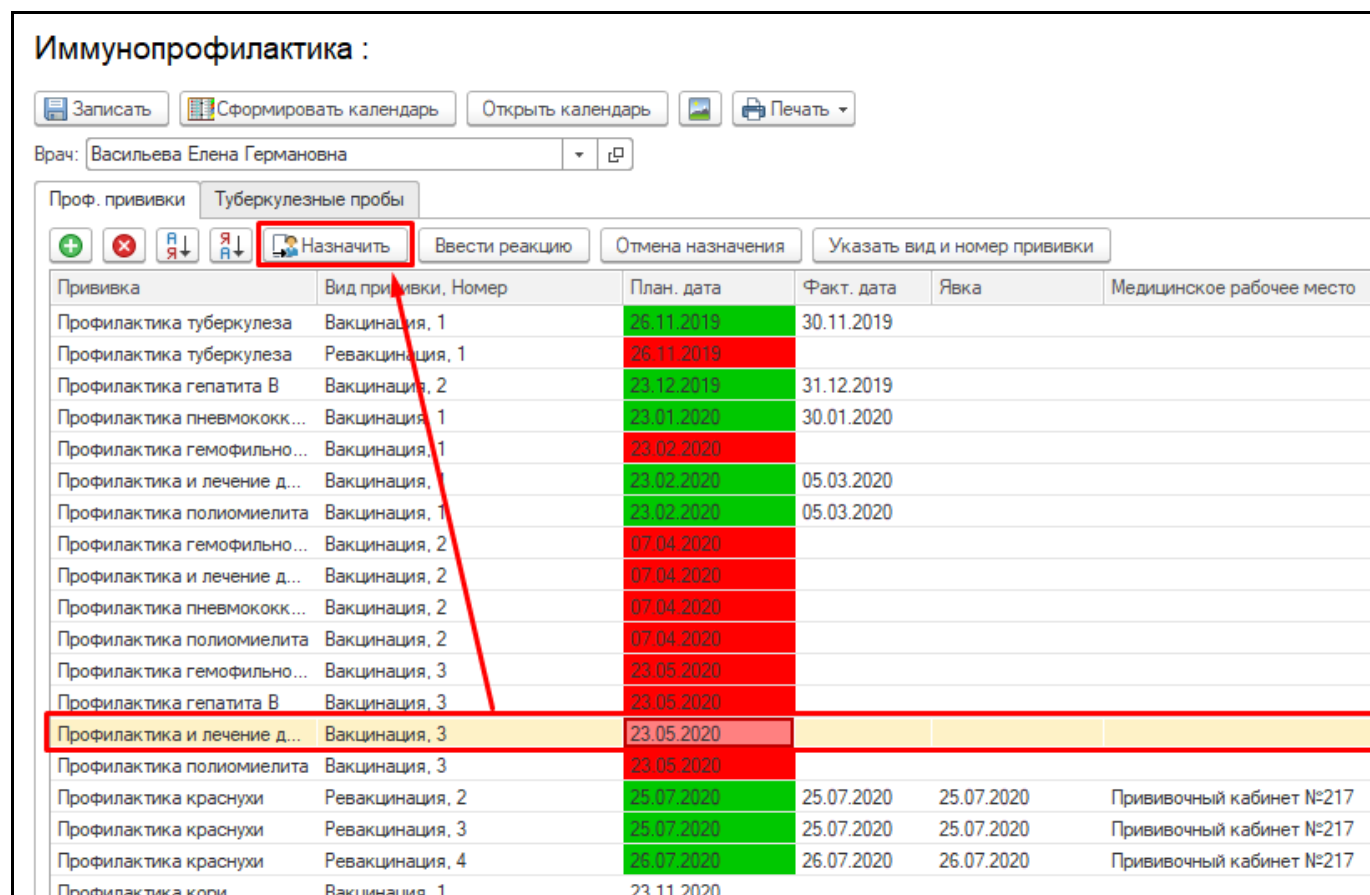 Иммунопрофилактика :
Записать Сформировать календарь Открыть календарь Печать
Врач: Васильева Елена Германовна
Проф. прививки Туберкулезные пробы
Назначить Ввести реакцию Отмена назначения Указать вид и номер прививки
Прививка Вид прививки, Номер План. дата Факт. дата Явка Медицинское рабочее место
Профилактика туберкулеза Вакцинация, 1 26.11.2019 30.11.2019
Профилактика туберкулеза Ревакцинация, 1 26.11.2019
Профилактика гепатита В Вакцинация, 2 23.12.2019 31.12.2019
Профилактика пневмококк... Вакцинация, 1 23.01.2020 30.01.2020
Профилактика гемофильно... Вакцинация, 1 23.02.2020
Профилактика и лечение д... Вакцинация, 1 23.02.2020 05.03.2020
Профилактика полиомиелита Вакцинация, 1 23.02.2020 05.03.2020
Профилактика гемофильно... Вакцинация, 2 07.04.2020
Профилактика и лечение д... Вакцинация, 2 07.04.2020
Профилактика пневмококк... Вакцинация, 2 07.04.2020
Профилактика полиомиелита Вакцинация, 2 07.04.2020
Профилактика гемофильно... Вакцинация, 3 23.05.2020
Профилактика гепатита В Вакцинация, 3 23.05.2020
Профилактика и лечение д... Вакцинация, 3 23.05.2020
Профилактика полиомиелита Вакцинация, 3 23.05.2020
Профилактика краснухи Ревакцинация, 2 25.07.2020 25.07.2020 25.07.2020 Прививочный кабинет №217
Профилактика краснухи Ревакцинация, 3 25.07.2020 25.07.2020 25.07.2020 Прививочный кабинет №217
Профилактика краснухи Ревакцинация, 4 26.07.2020 26.07.2020 26.07.2020 Прививочный кабинет №217
Профилактика кори Вакцинация, 1 23.11.2020